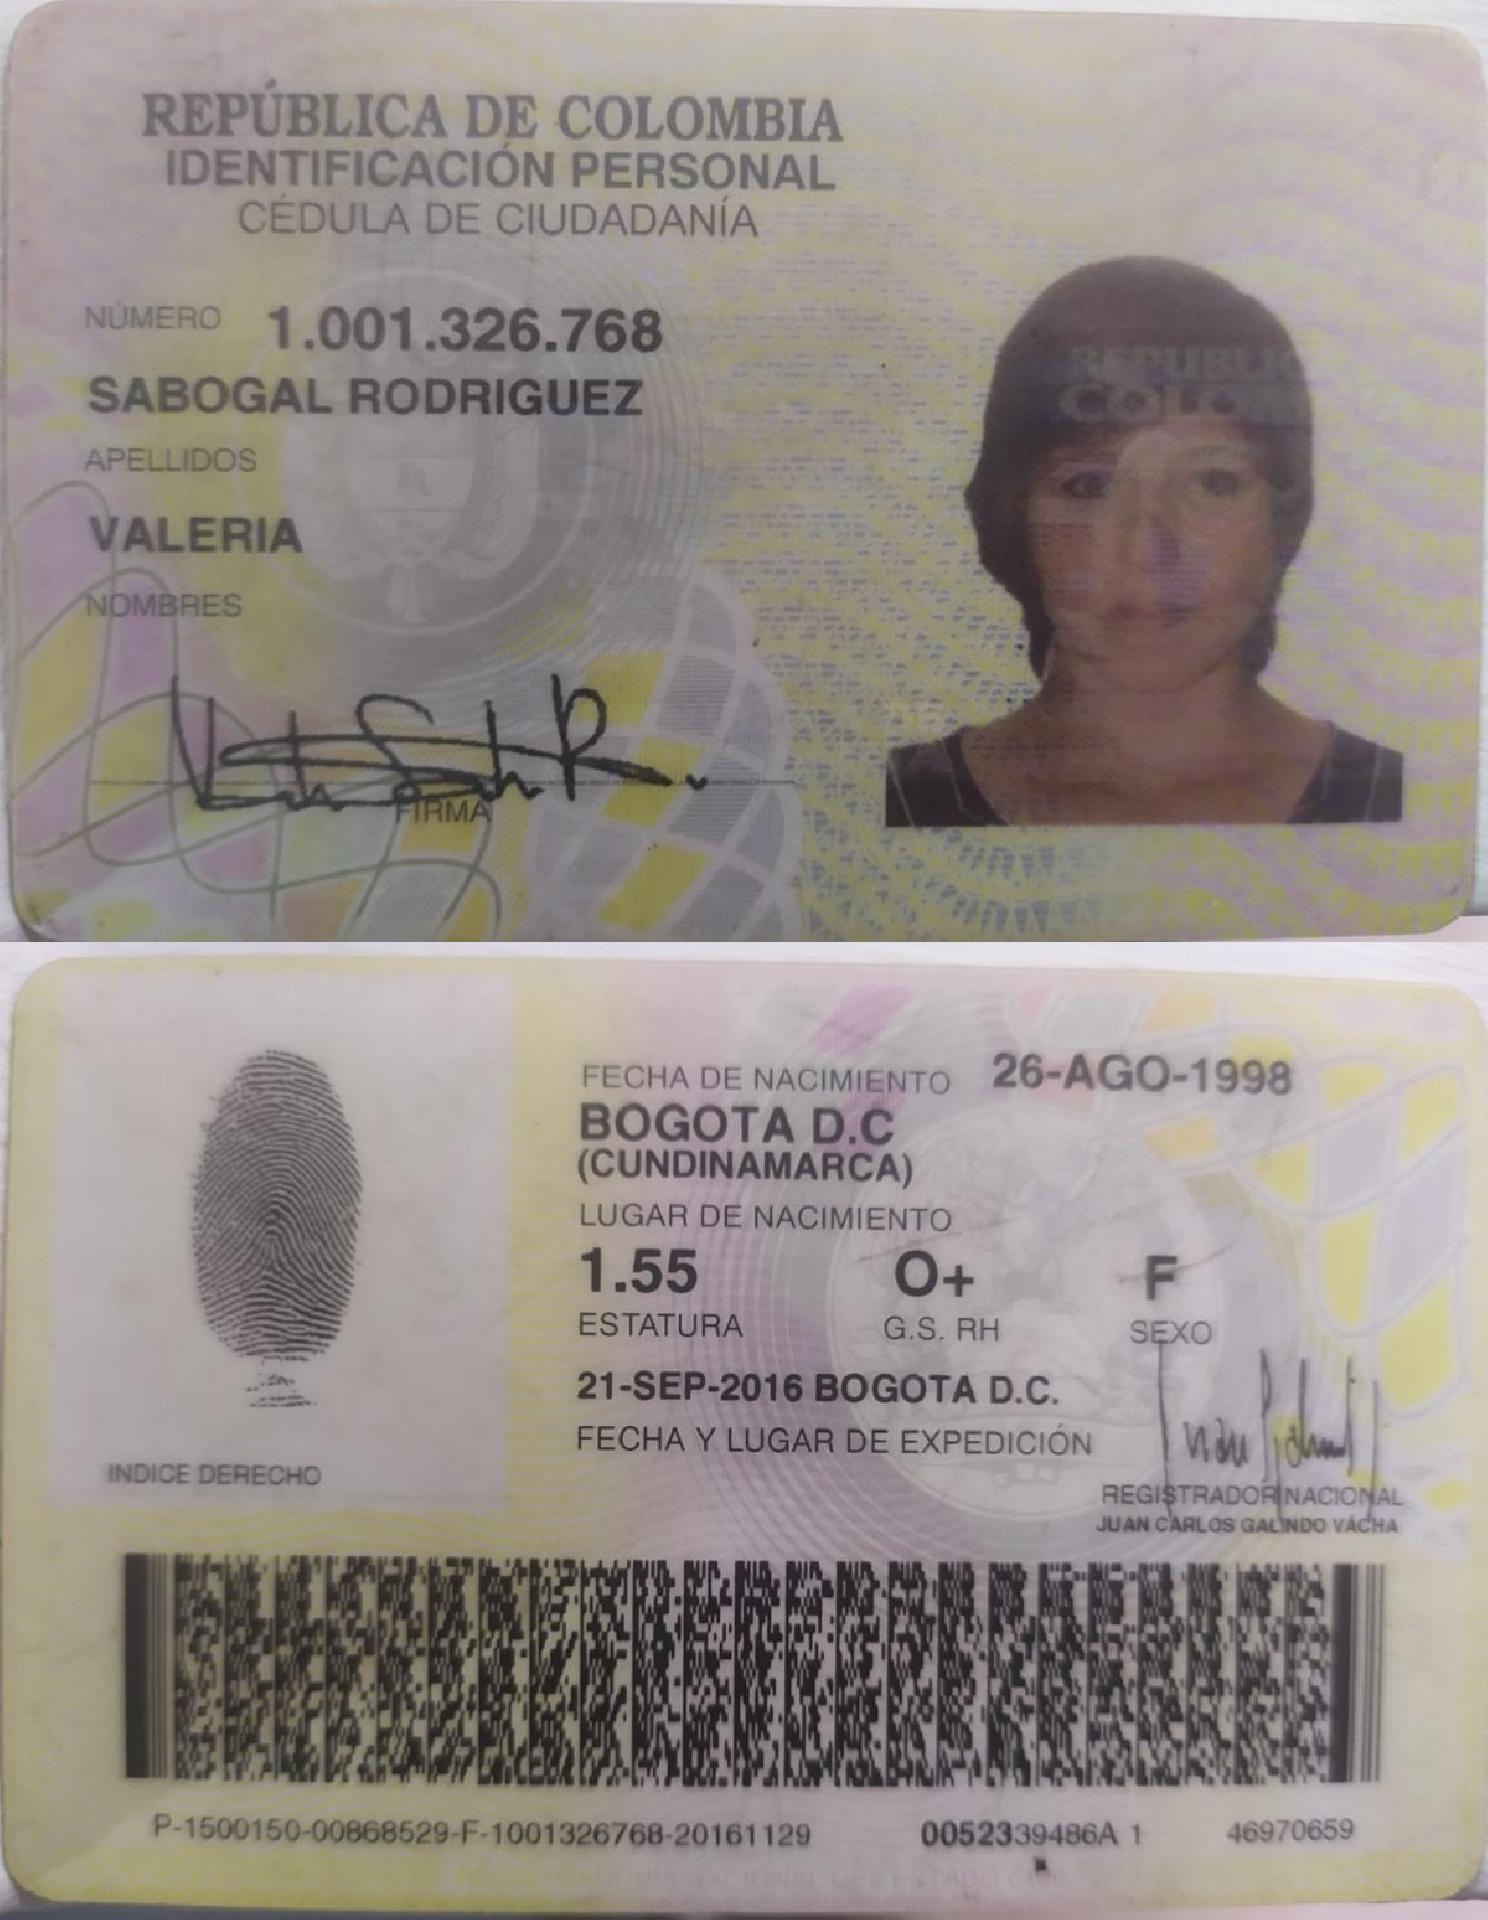 REPÚBLICA DE COLOMBIA
IDENTIFICACIÓN PERSONAL
CÉDULA DE CIUDADANÍA
NÚMERO 1.001.326.768
SABOGAL RODRIGUEZ
APELLIDOS
VALERIA
NOMBRES
FIRMA
FECHA DE NACIMIENTO 26-AGO-1998
BOGOTA D.C
(CUNDINAMARCA)
LUGAR DE NACIMIENTO
1.55 O+ F
ESTATURA G.S. RH SEXO
21-SEP-2016 BOGOTA D.C.
FECHA Y LUGAR DE EXPEDICIÓN
INDICE DERECHO
REGISTRADOR NACIONAL
JUAN CARLOS GALINDO VÁCHA
P-1500150-00868529-F-1001326768-20161129 0052339486A 1 46970659